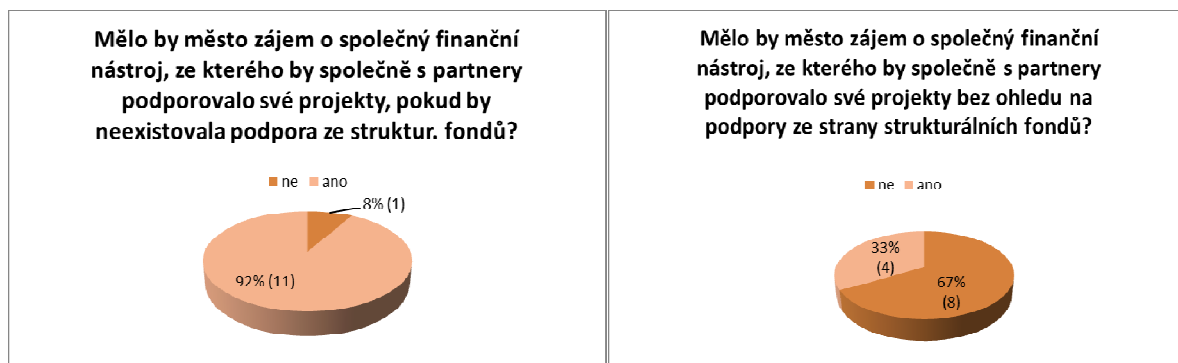 Mělo by město zájem o společný finanční
nástroj, ze kterého by společně s partnery
podporovalo své projekty, pokud by
neexistovala podpora ze struktur. fondů?
ne ano
8% (1)
92% (11)
Mělo by město zájem o společný finanční
nástroj, ze kterého by společně s partnery
podporovalo své projekty bez ohledu na
podpory ze strany strukturálních fondů?
ne ano
33%
(4)
67%
(8)